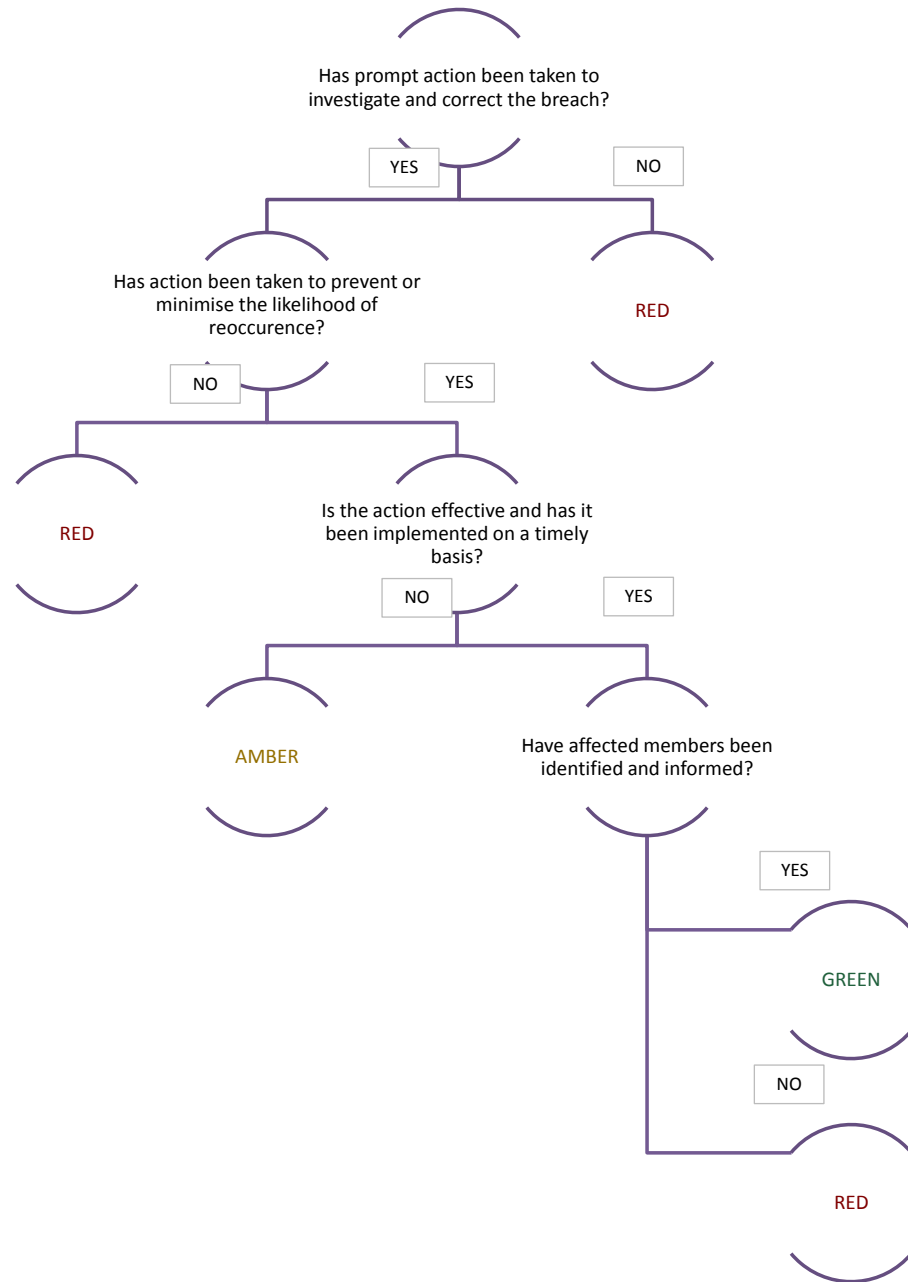 Has prompt action been taken to
investigate and correct the breach?
YES
NO
Has action been taken to prevent or
minimise the likelihood of
reoccurence?
RED
NO
YES
RED
Is the action effective and has it
been implemented on a timely
basis?
NO
YES
AMBER
Have affected members been
identified and informed?
YES
GREEN
NO
RED